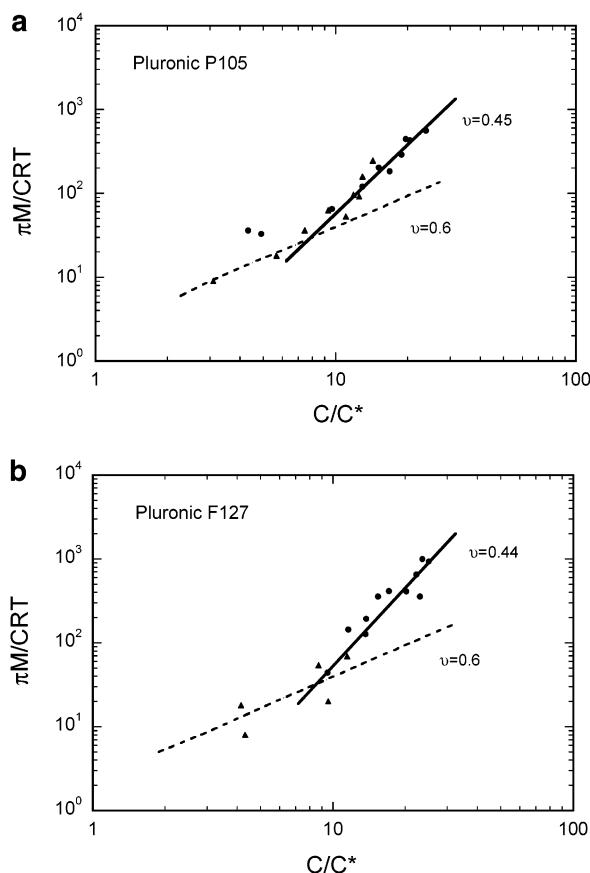 a
Pluronic P105
10^4
10^3
10^2
10^1
10^0
πM/CRT
υ=0.45
υ=0.6
1
10
100
C/C*
b
Pluronic F127
10^4
10^3
10^2
10^1
10^0
πM/CRT
υ=0.44
υ=0.6
1
10
100
C/C*